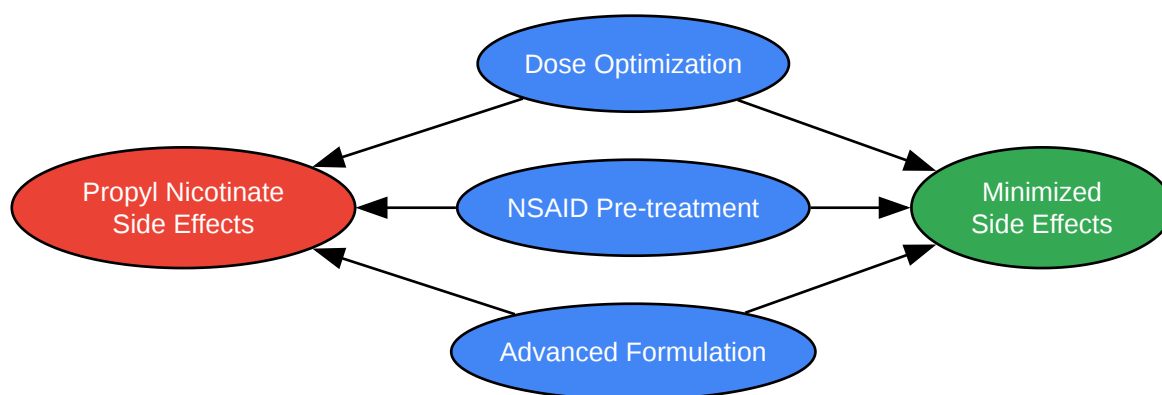 Dose Optimization
Propyl Nicotinate
Side Effects
NSAID Pre-treatment
Minimized
Side Effects
Advanced Formulation